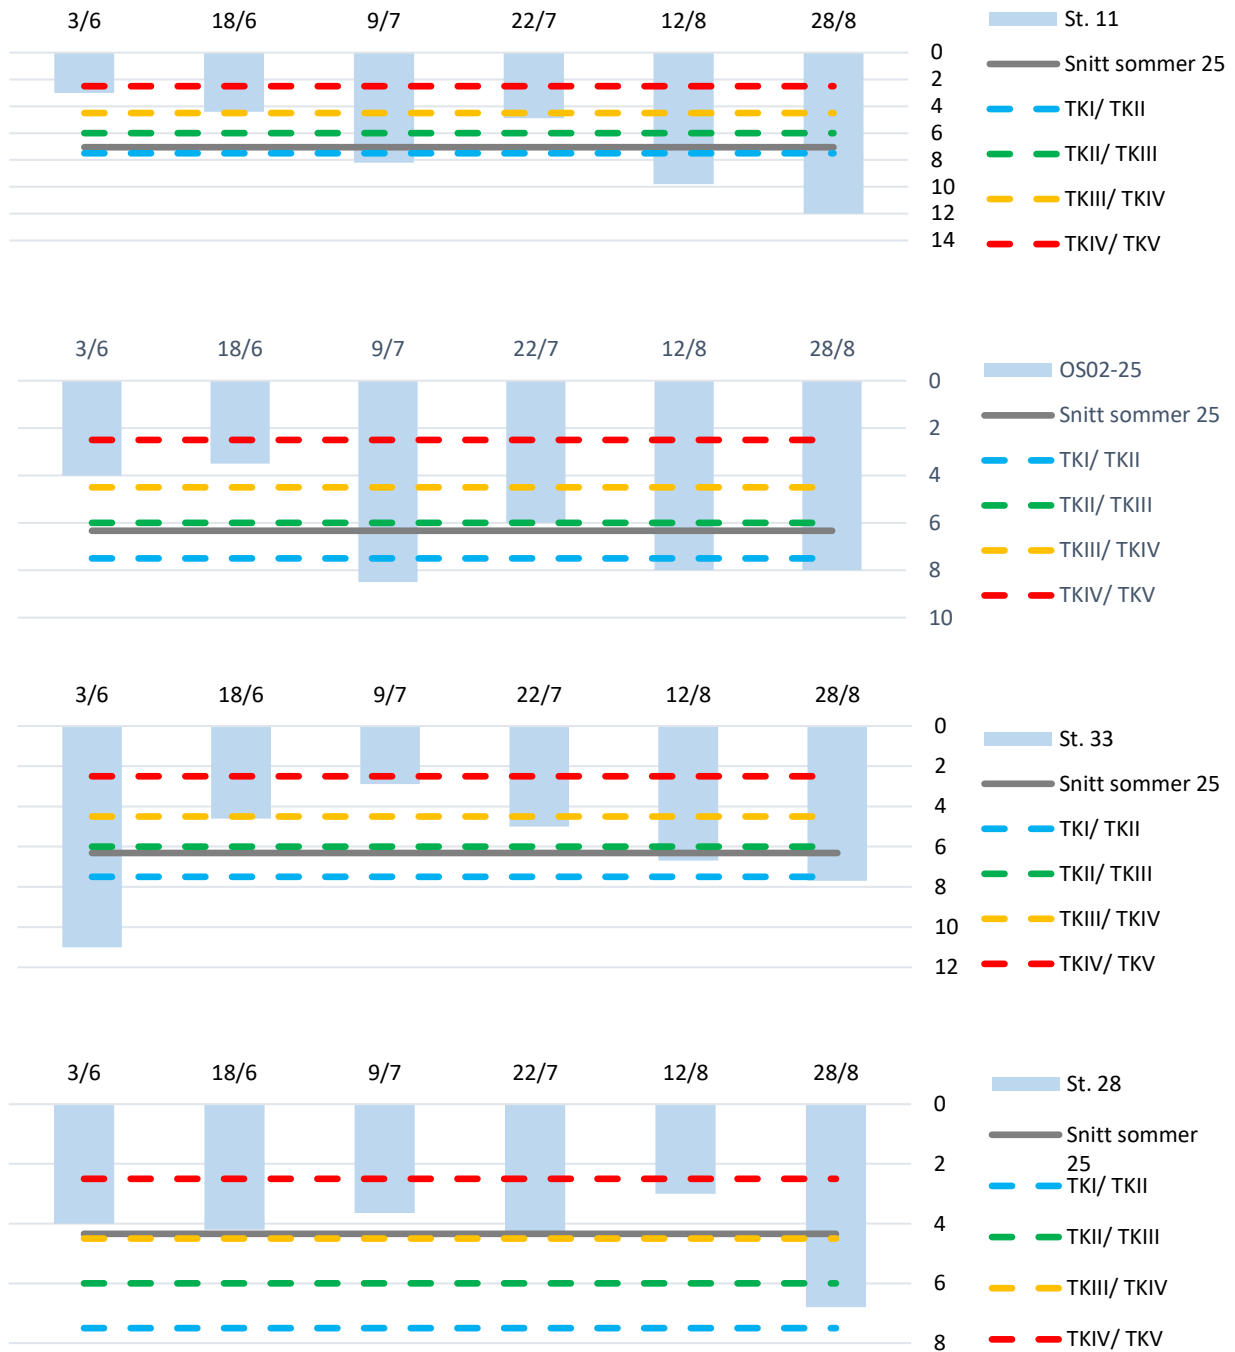 3/6 18/6 9/7 22/7 12/8 28/8
0
2
4
6
8
10
12
14
St. 11
Snitt sommer 25
TKI/ TKII
TKII/ TKIII
TKIII/ TKIV
TKIV/ TKV
3/6 18/6 9/7 22/7 12/8 28/8
0
2
4
6
8
10
OS02-25
Snitt sommer 25
TKI/ TKII
TKII/ TKIII
TKIII/ TKIV
TKIV/ TKV
3/6 18/6 9/7 22/7 12/8 28/8
0
2
4
6
8
10
12
St. 33
Snitt sommer 25
TKI/ TKII
TKII/ TKIII
TKIII/ TKIV
TKIV/ TKV
3/6 18/6 9/7 22/7 12/8 28/8
0
2
4
6
8
St. 28
Snitt sommer
25
TKI/ TKII
TKII/ TKIII
TKIII/ TKIV
TKIV/ TKV